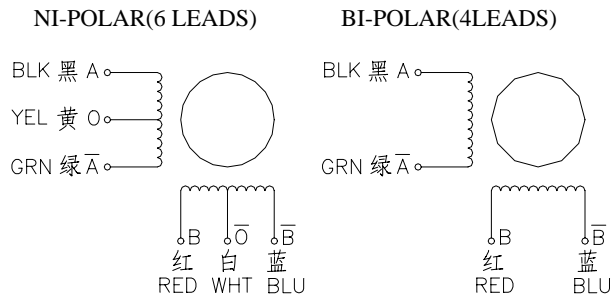 NI-POLAR(6 LEADS)
BLK 黑 A
YEL 黄 O
GRN 绿 A̅
B O̅ B̅
红 白 蓝
RED WHT BLU
BI-POLAR(4LEADS)
BLK 黑 A
GRN 绿 A̅
B B̅
红 蓝
RED BLU